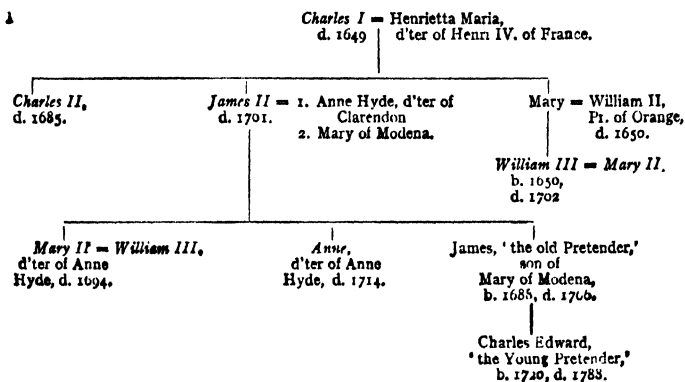 1
Charles I = Henrietta Maria,
d. 1649 d'ter of Henri IV. of France.
Charles II,
d. 1685.
James II = 1. Anne Hyde, d'ter of
d. 1701. Clarendon
2. Mary of Modena.
Mary = William II,
Pr. of Orange,
d. 1650.
William III = Mary II.
b. 1650,
d. 1702
Mary II = William III,
d'ter of Anne
Hyde, d. 1694.
Anne,
d'ter of Anne
Hyde, d. 1714.
James, 'the old Pretender,'
son of
Mary of Modena,
b. 1688, d. 1766.
Charles Edward,
'the Young Pretender,'
b. 1720, d. 1788.